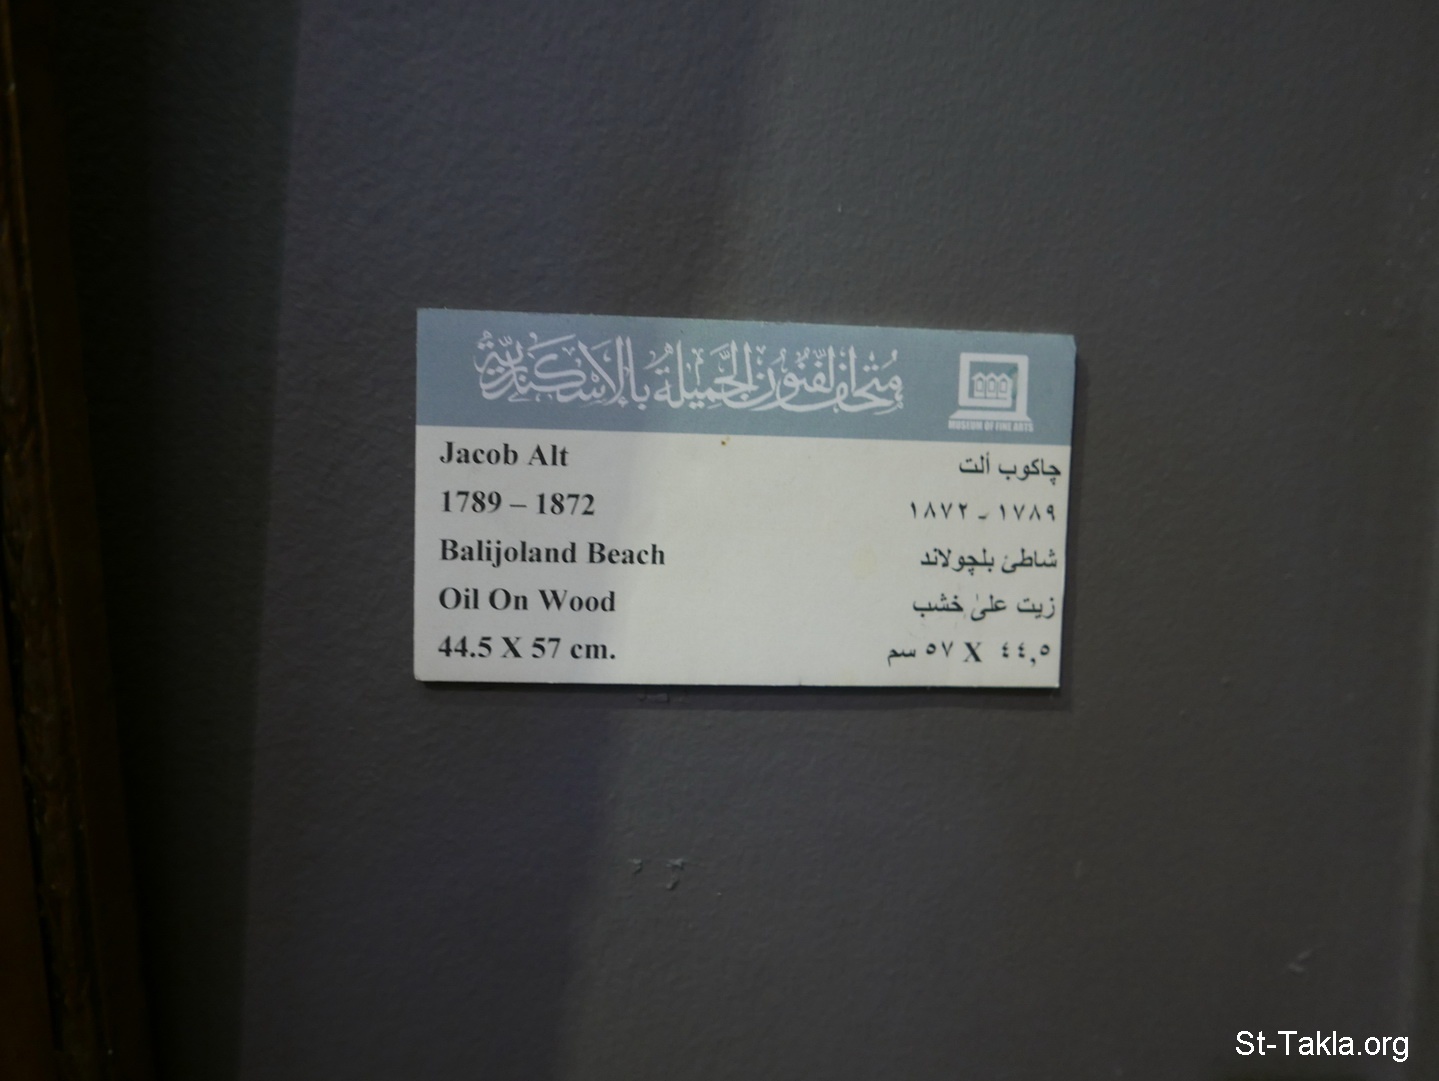 متحف الفنون الجميلة بالإسكندرية
MUSEUM OF FINE ARTS
Jacob Alt
1789 – 1872
Balijoland Beach
Oil On Wood
44.5 X 57 cm.
چاكوب ألت
١٧٨٩ - ١٨٧٢
شاطئ بلچولاند
زيت على خشب
٤٤,٥ X ٥٧ سم
St-Takla.org